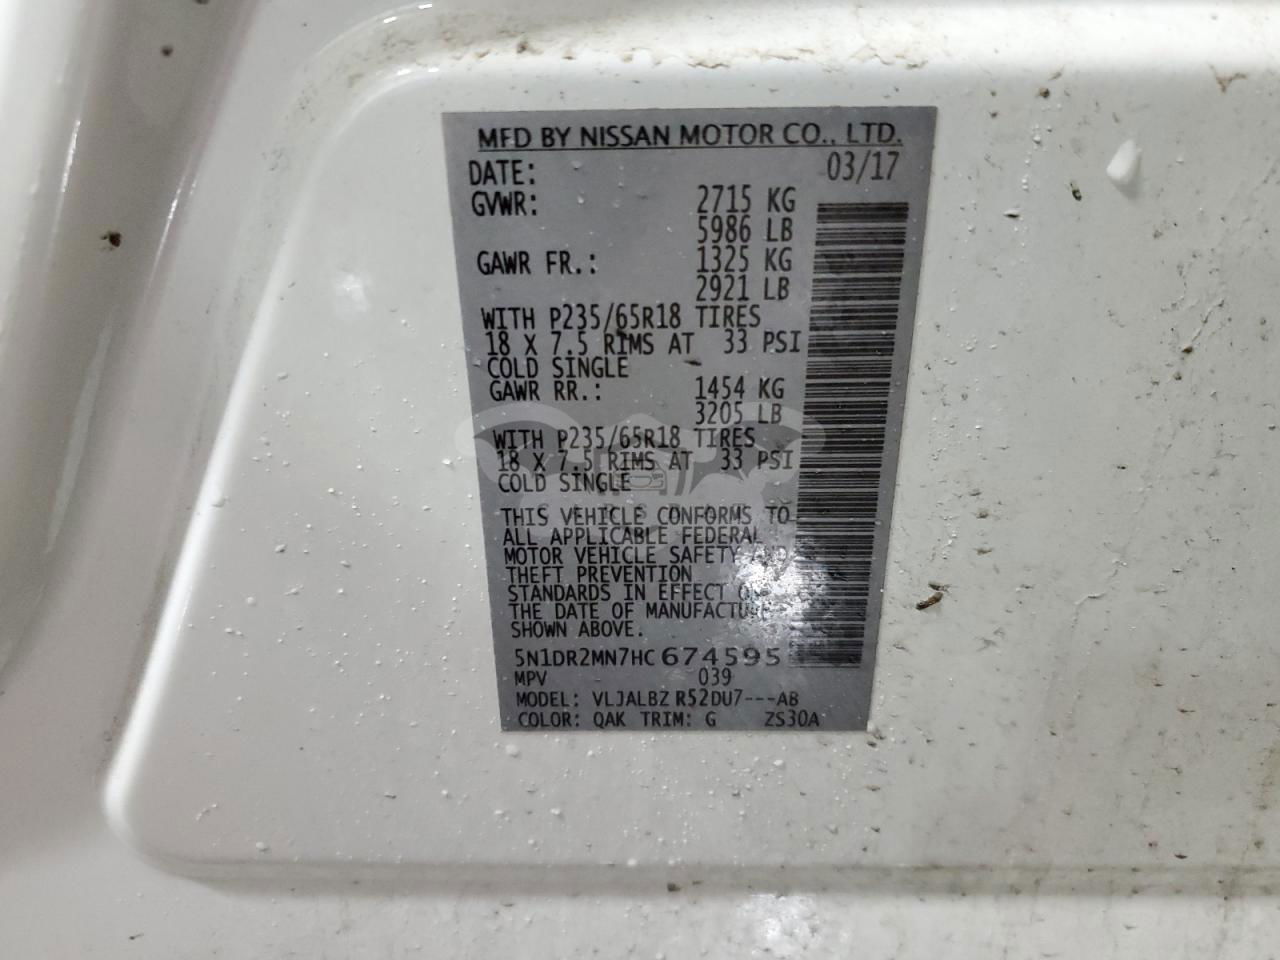 MFD BY NISSAN MOTOR CO., LTD.
DATE: 03/17
GVWR: 2715 KG
5986 LB
GAWR FR.: 1325 KG
2921 LB
WITH P235/65R18 TIRES
18 X 7.5 RIMS AT 33 PSI
COLD SINGLE
GAWR RR.: 1454 KG
3205 LB
WITH P235/65R18 TIRES
18 X 7.5 RIMS AT 33 PSI
COLD SINGLE
THIS VEHICLE CONFORMS TO
ALL APPLICABLE FEDERAL
MOTOR VEHICLE SAFETY AND
THEFT PREVENTION
STANDARDS IN EFFECT ON
THE DATE OF MANUFACTURE
SHOWN ABOVE.
5N1DR2MN7HC674595
MPV 039
MODEL: VLJALBZ R52DU7---AB
COLOR: QAK TRIM: G ZS30A